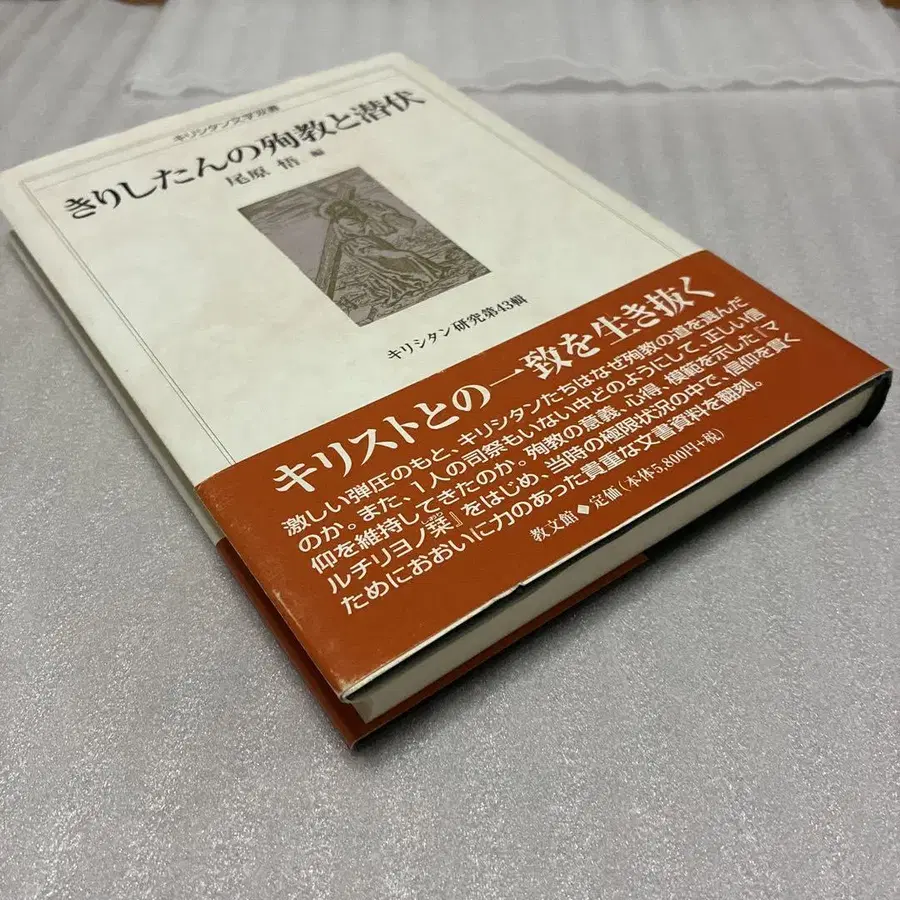 キリシタン文学双書
きりしたんの殉教と潜伏
尾原 悟 編
キリシタン研究第43輯
キリストとの一致を生き抜く
激しい弾圧のもと、キリシタンたちはなぜ殉教の道を選んだ
のか。また、1人の司祭もいない中どのようにして、正しい信
仰を維持してきたのか。殉教の意義、心得、模範を示した『マ
ルチリヨノ栞』をはじめ、当時の極限状況の中で、信仰を貫く
ためにおおいに力のあった貴重な文書資料を翻刻。
教文館◆定価(本体5,800円+税)